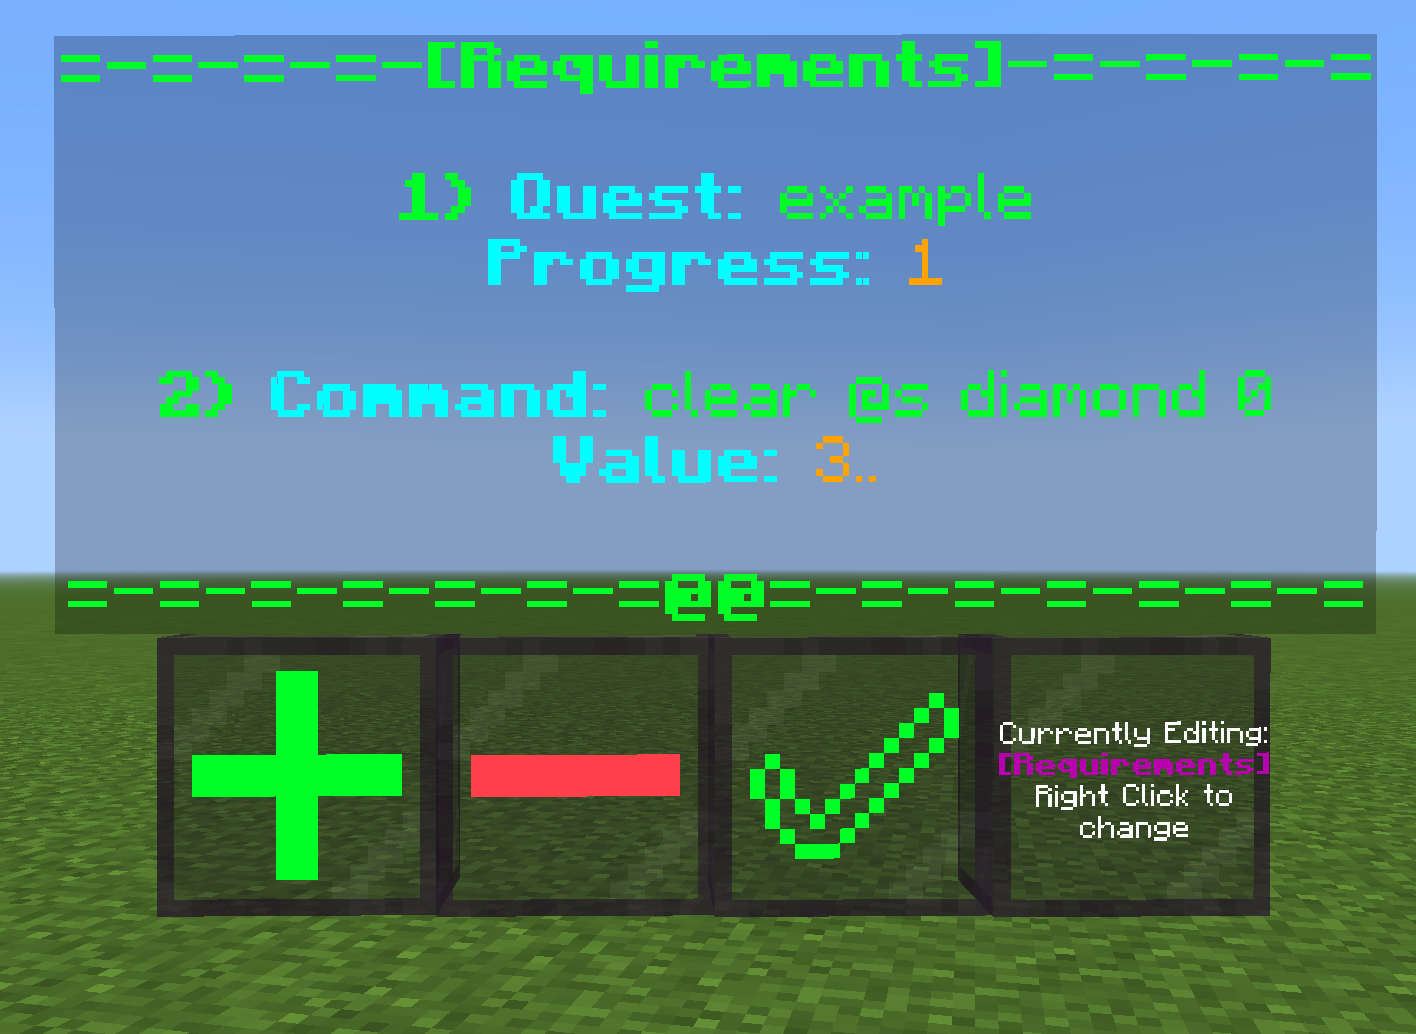 =-=-=-=-[Requirements]-=-=-=-=
1) Quest: example
Progress: 1
2) Command: clear @s diamond 0
Value: 3..
=-=-=-=-=-=-=@@=-=-=-=-=-=-=
Currently Editing:
[Requirements]
Right Click to
change